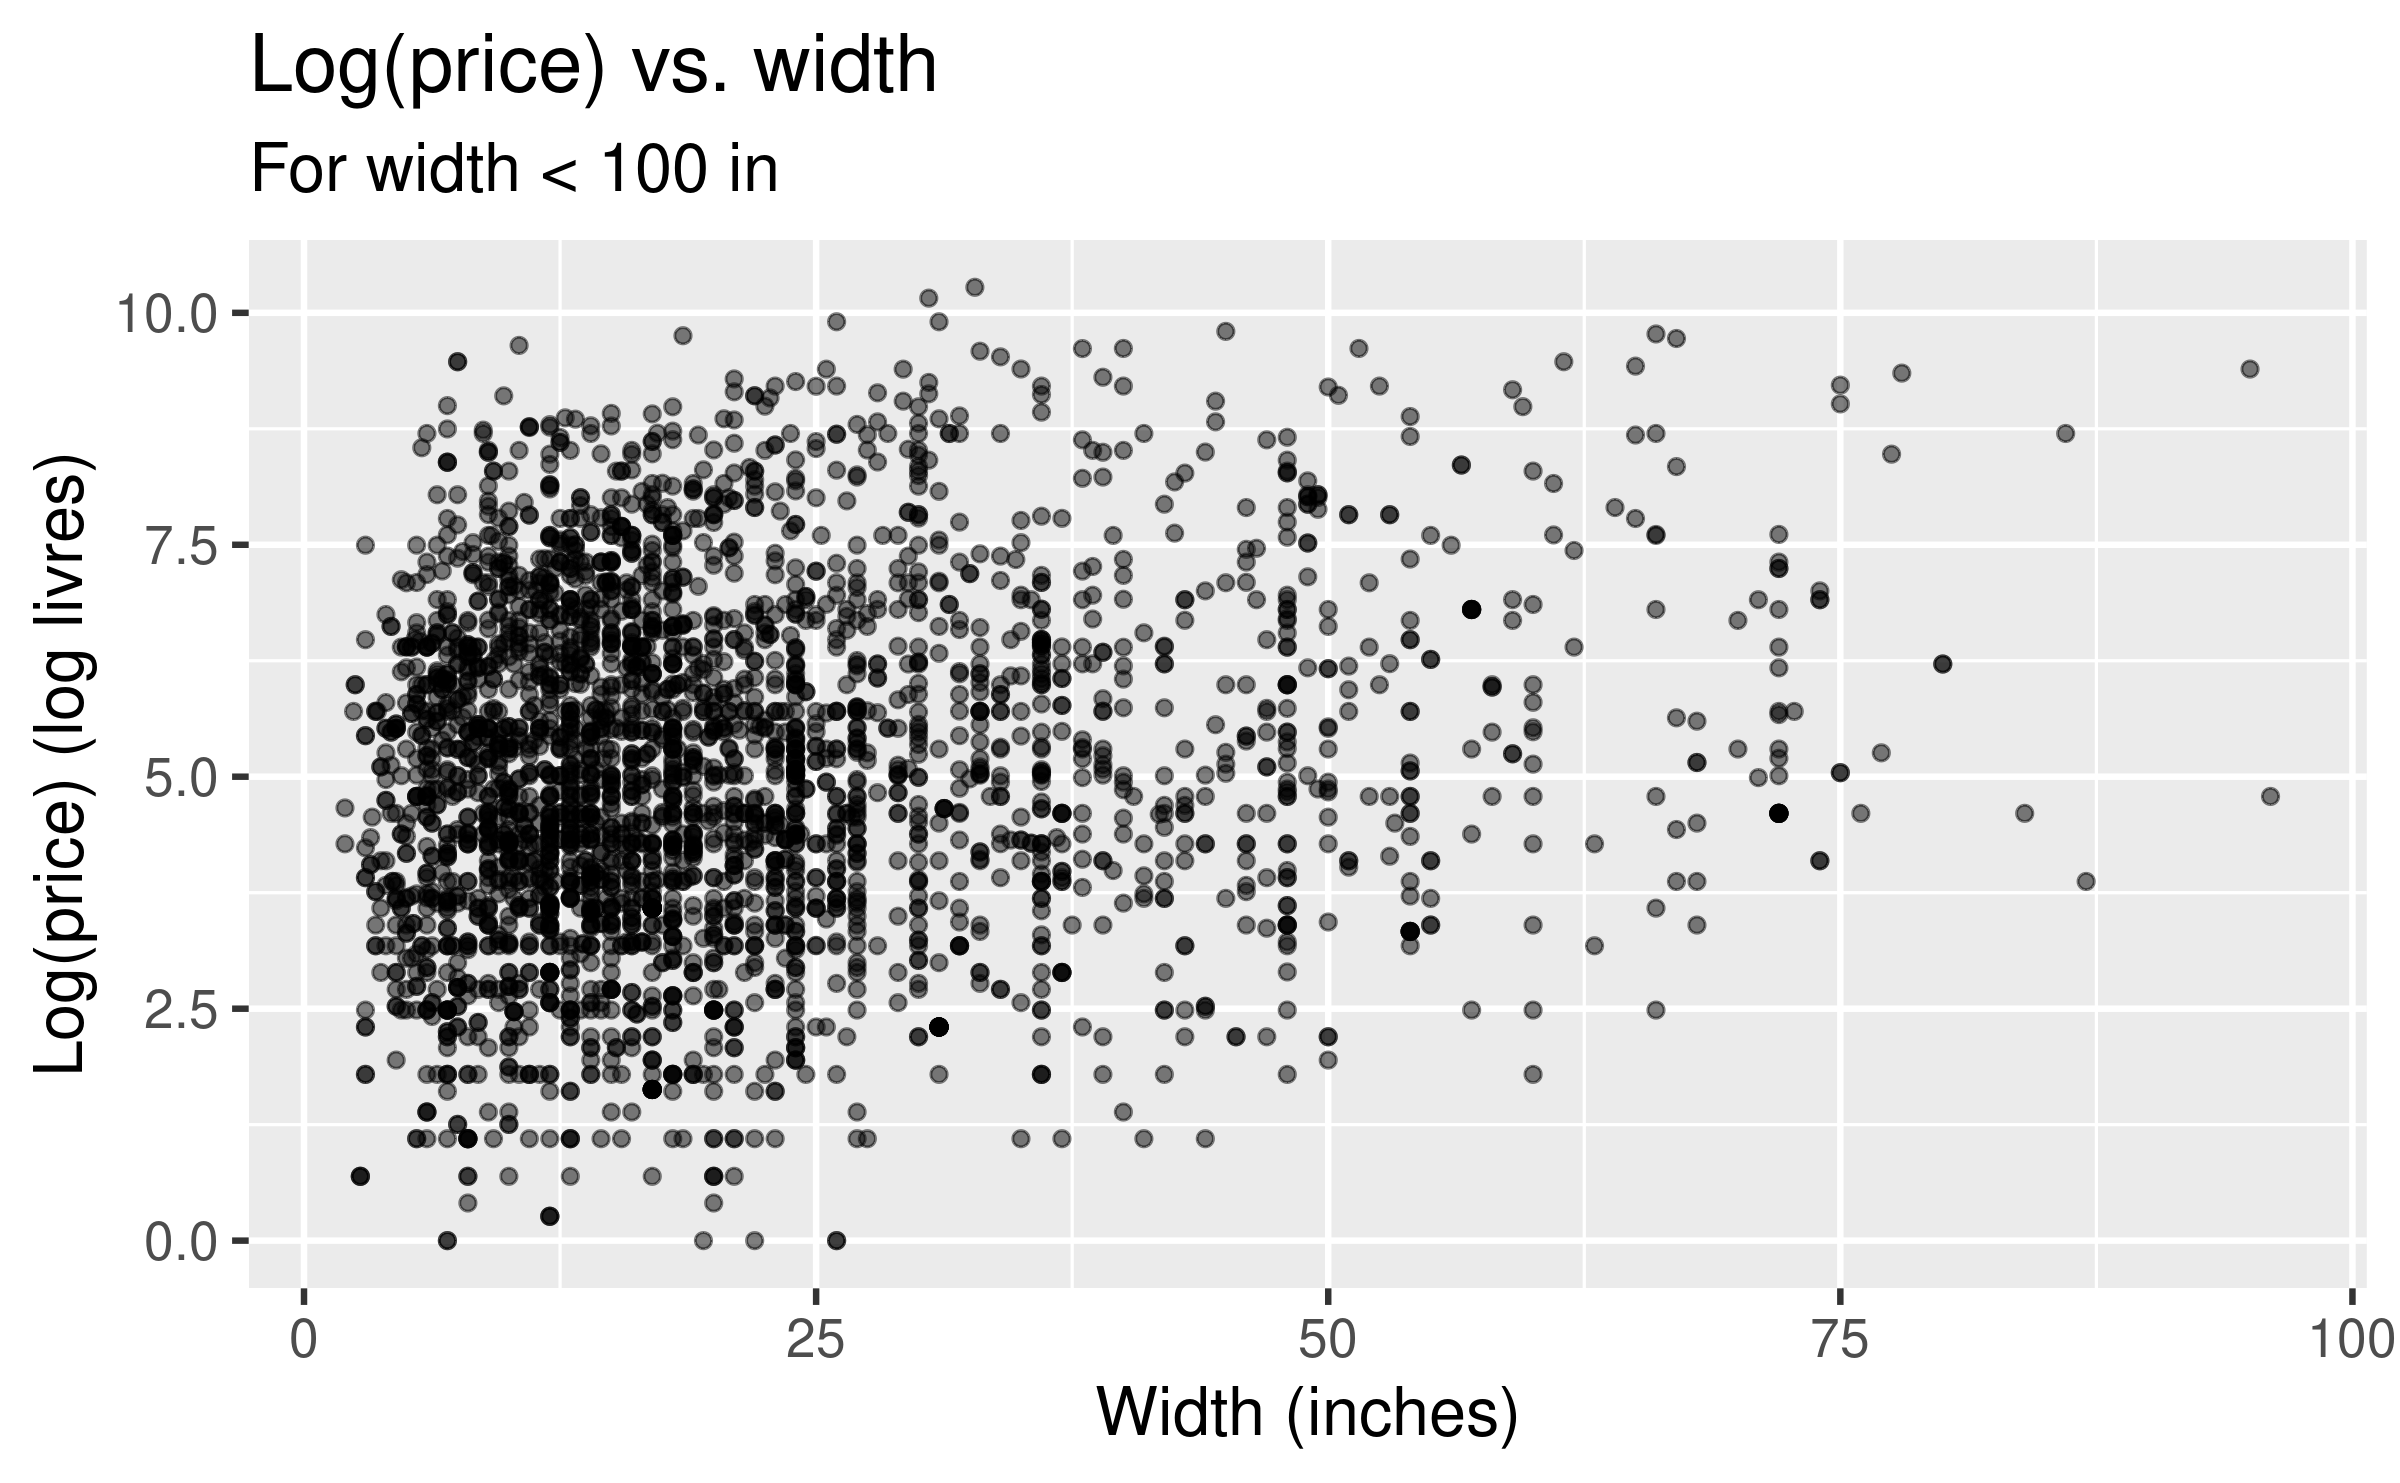 Log(price) vs. width
For width < 100 in
Log(price) (log livres)
10.0
7.5
5.0
2.5
0.0
0 25 50 75 100
Width (inches)